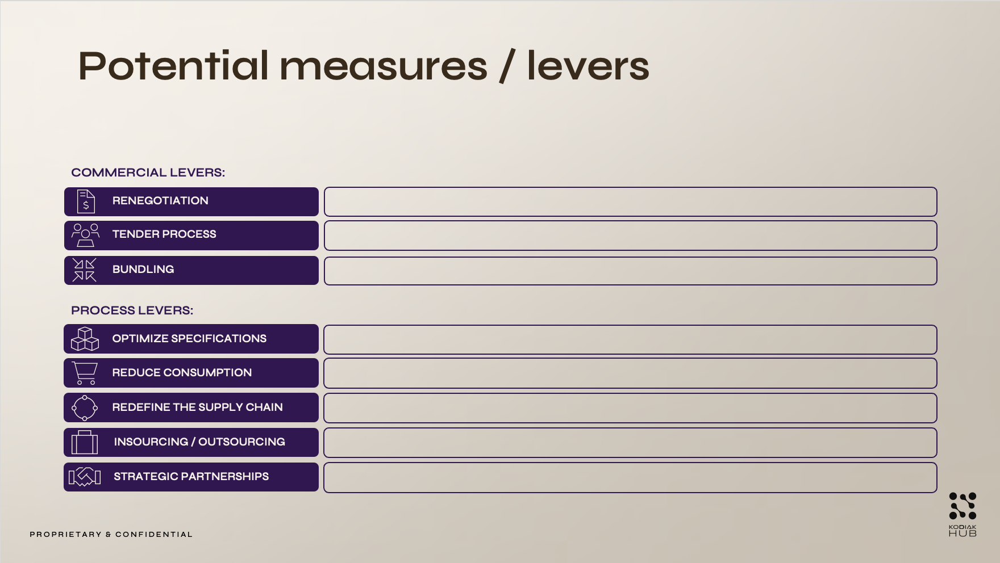 Potential measures / levers
COMMERCIAL LEVERS:
$
RENEGOTIATION
TENDER PROCESS
BUNDLING
PROCESS LEVERS:
OPTIMIZE SPECIFICATIONS
REDUCE CONSUMPTION
REDEFINE THE SUPPLY CHAIN
INSOURCING / OUTSOURCING
STRATEGIC PARTNERSHIPS
PROPRIETARY & CONFIDENTIAL
KODIAK
HUB